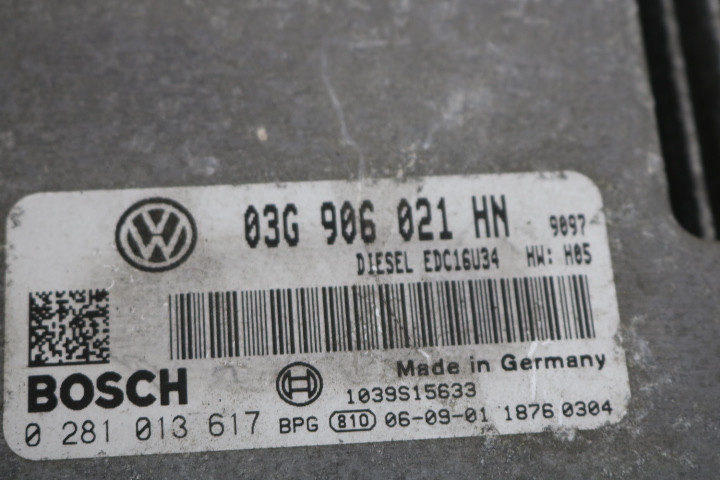 03G 906 021 HN 9097
DIESEL EDC16U34 HW: H05
Made in Germany
BOSCH
1039S15633
0 281 013 617 BPG 810 06-09-01 1876 0304